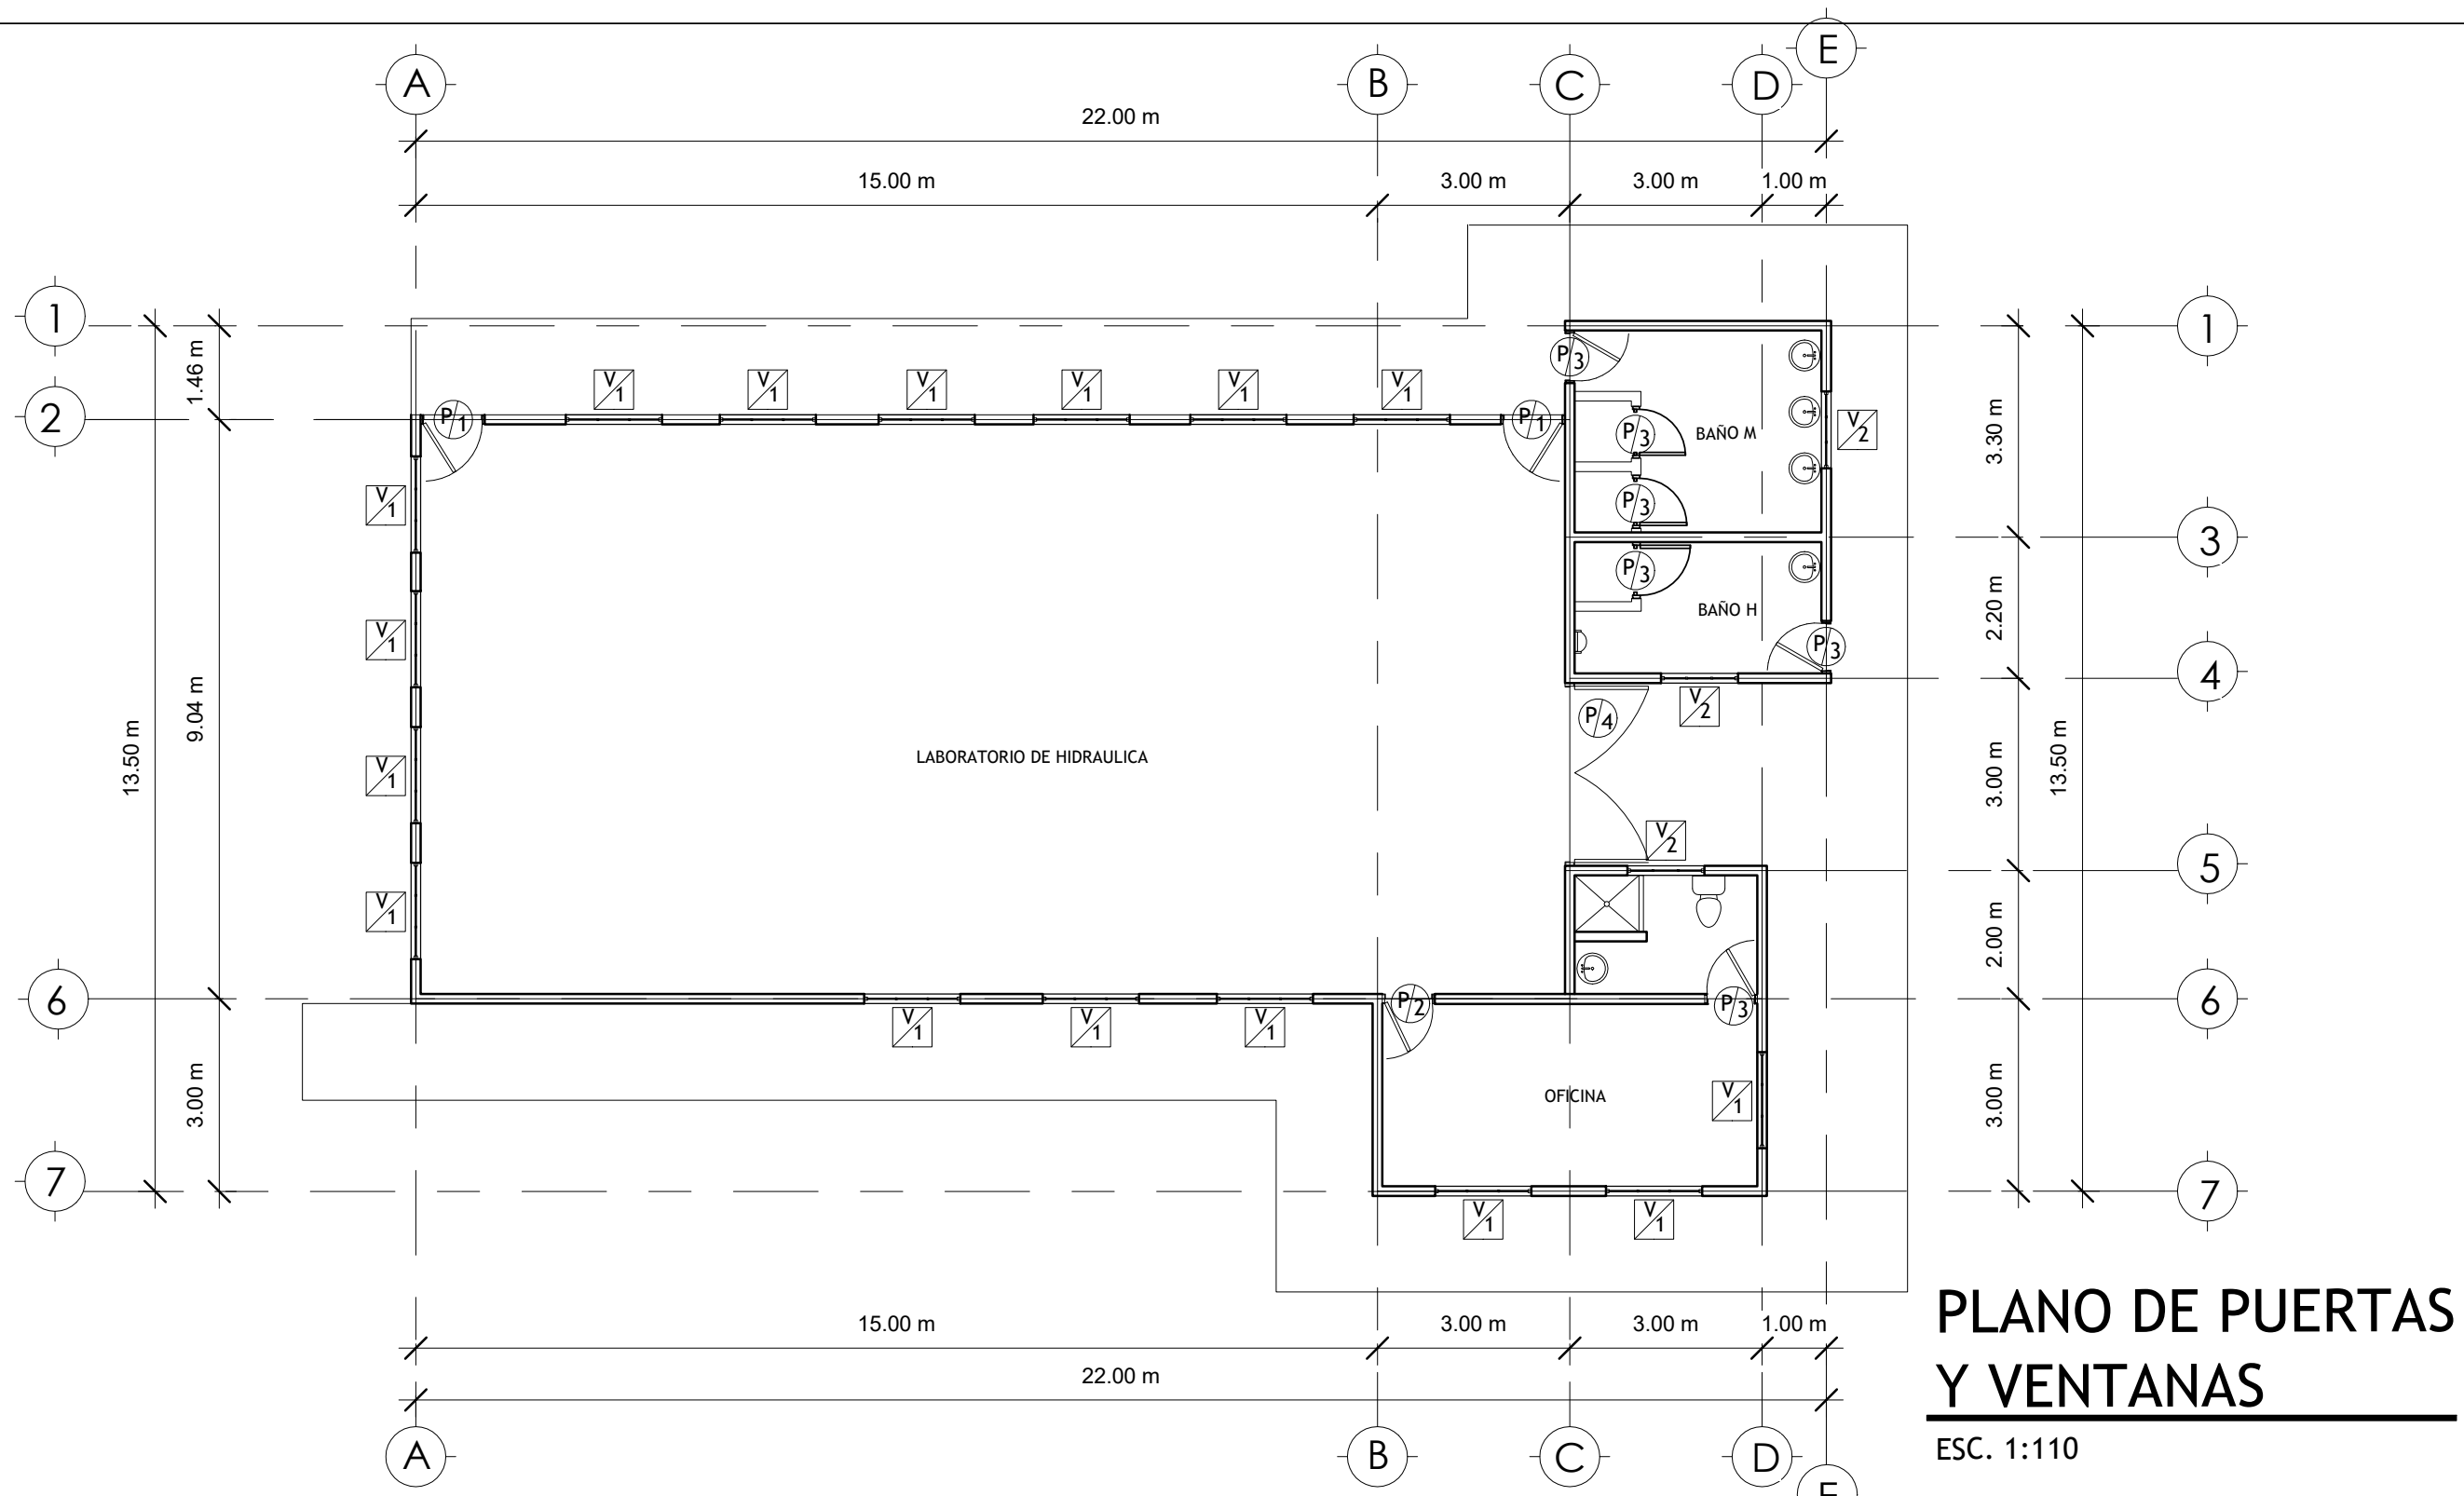 E
A
B
C
D
22.00 m
15.00 m
3.00 m
3.00 m
1.00 m
1
1
1.46 m
P/3
V/1
V/1
V/1
V/1
V/1
V/1
2
P/1
P/1
P/3
BAÑO M
V/2
3.30 m
V/1
P/3
3
P/3
2.20 m
BAÑO H
V/1
P/3
4
V/2
P/4
9.04 m
13.50 m
LABORATORIO DE HIDRAULICA
V/1
3.00 m
13.50 m
V/2
5
V/1
2.00 m
6
P/2
P/3
6
V/1
V/1
V/1
3.00 m
OFICINA
V/1
3.00 m
7
7
V/1
V/1
15.00 m
3.00 m
3.00 m
1.00 m
22.00 m
PLANO DE PUERTAS
Y VENTANAS
ESC. 1:110
A
B
C
D
E